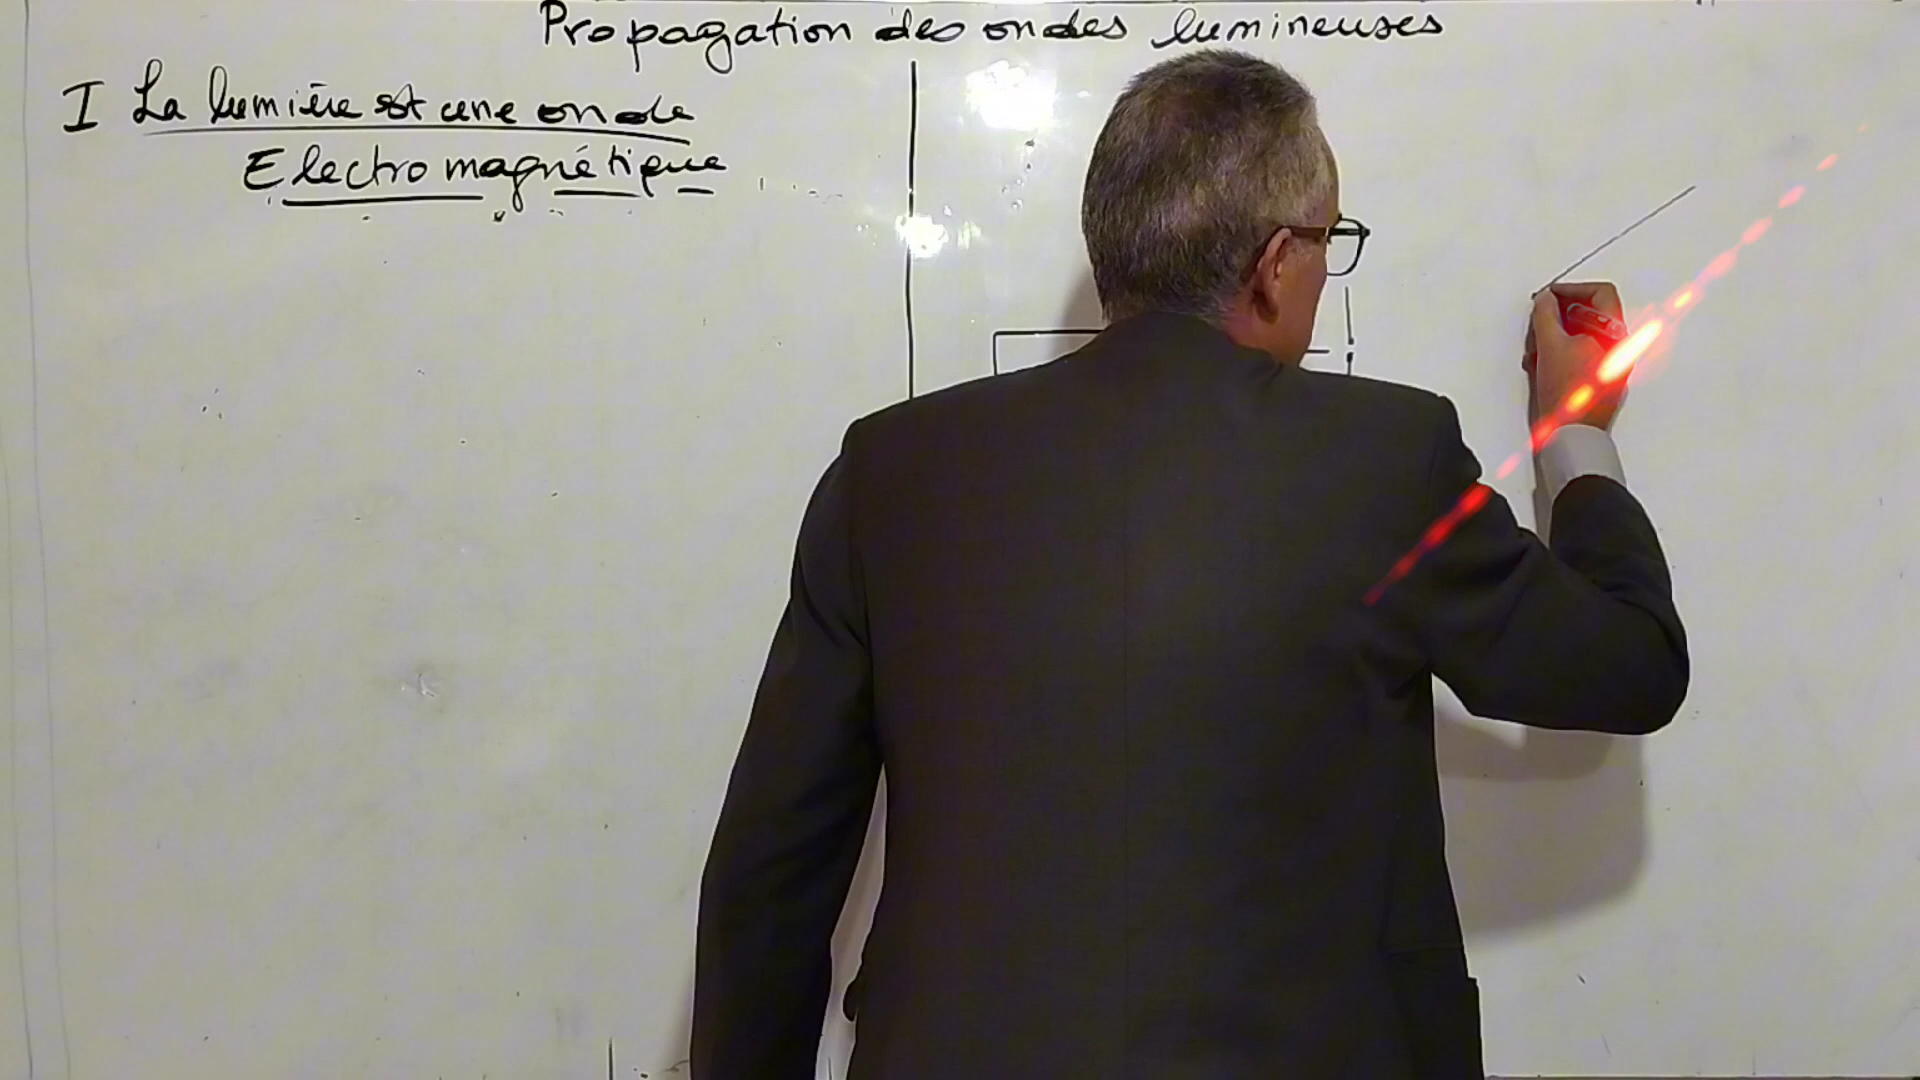 Propagation des ondes lumineuses
I La lumière est une onde
Electromagnétique